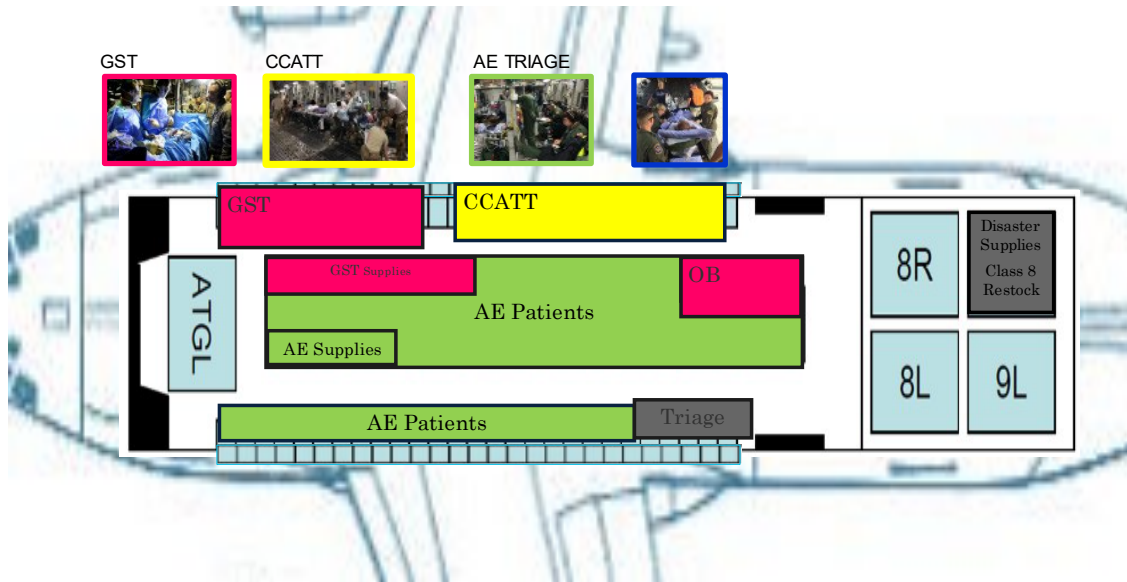 GST
CCATT
AE TRIAGE
GST
CCATT
GST Supplies
OB
AE Patients
AE Supplies
AE Patients
Triage
ATGL
8R
Disaster
Supplies
Class 8
Restock
8L
9L